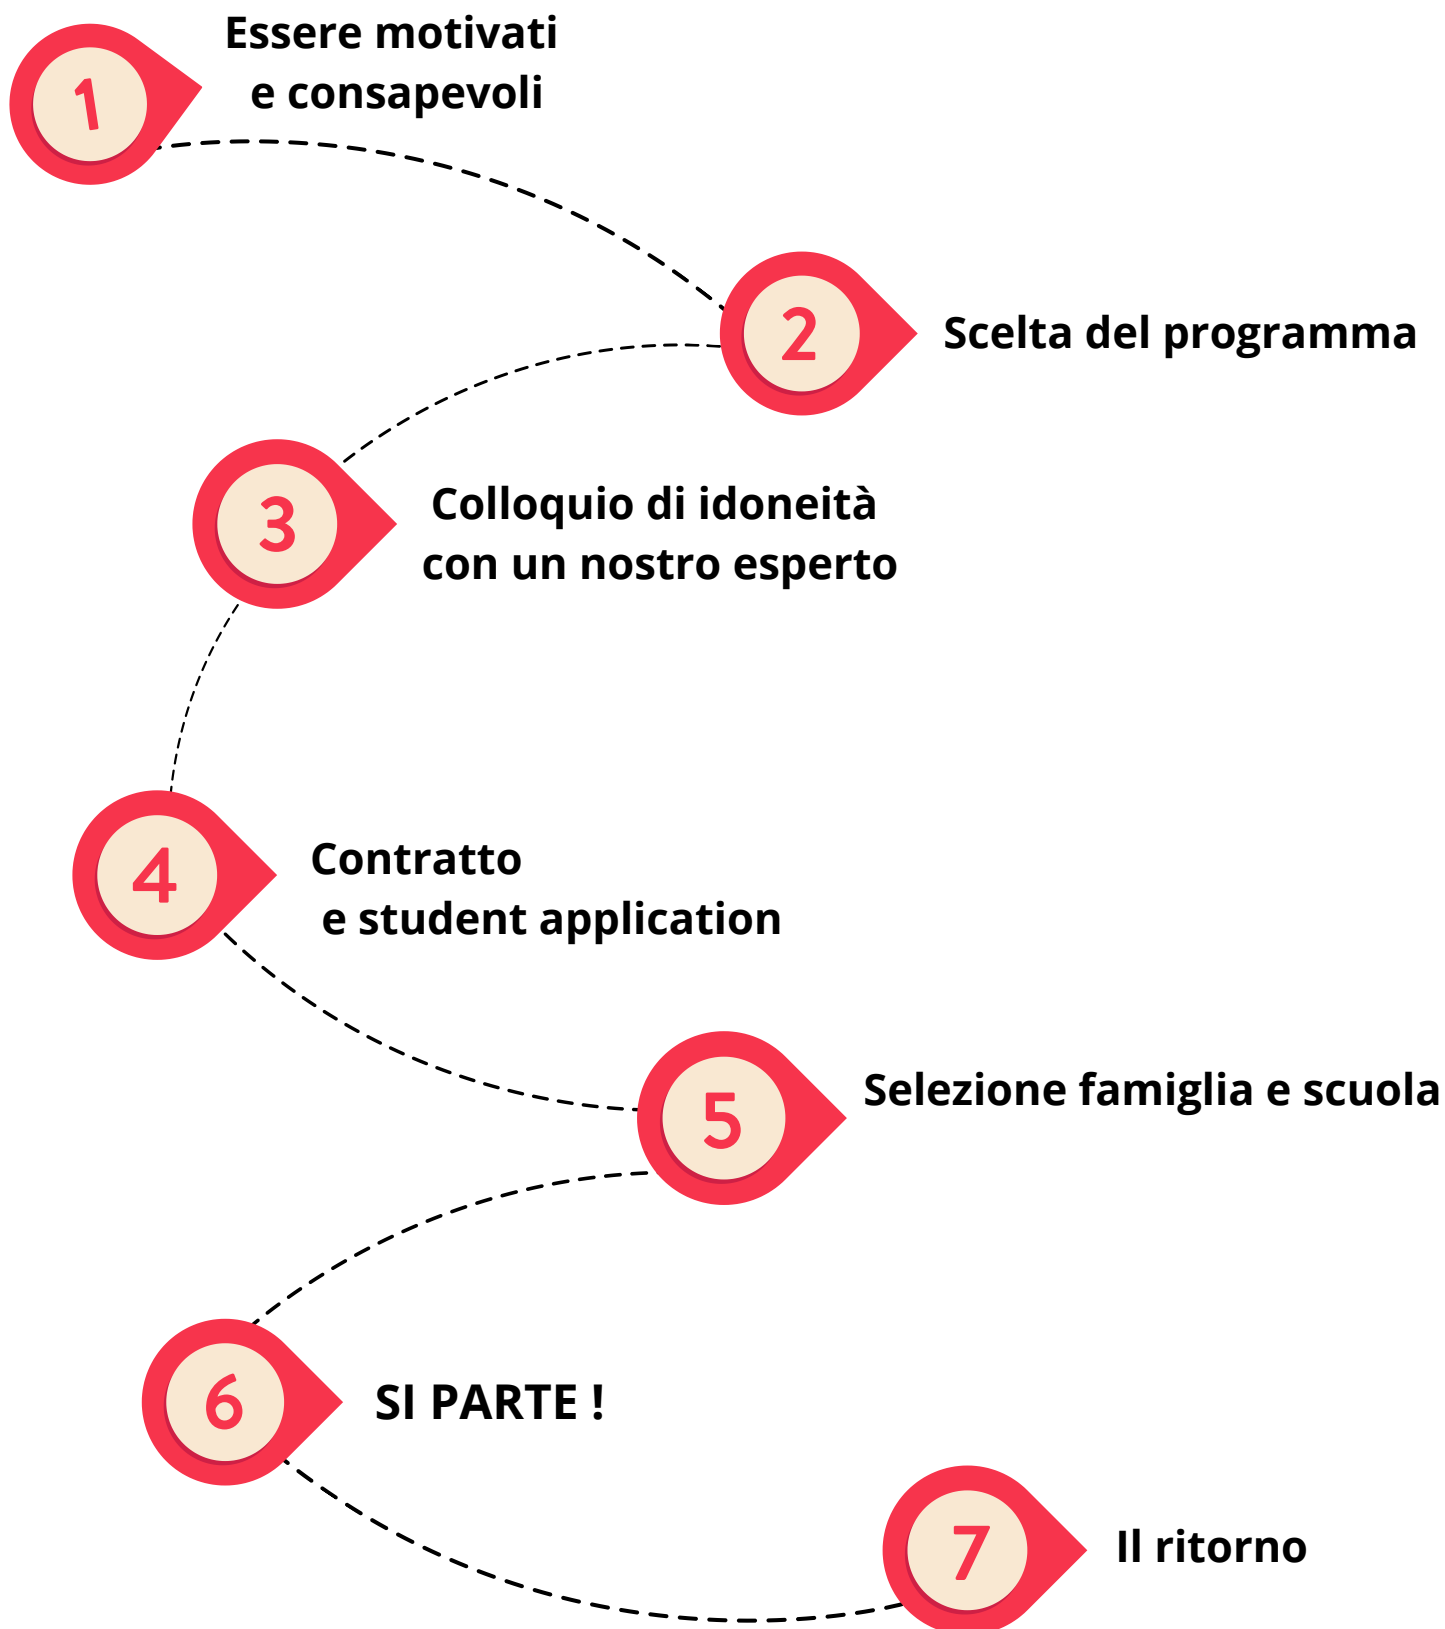 1
Essere motivati
e consapevoli
2
Scelta del programma
3
Colloquio di idoneità
con un nostro esperto
4
Contratto
e student application
5
Selezione famiglia e scuola
6
SI PARTE !
7
Il ritorno